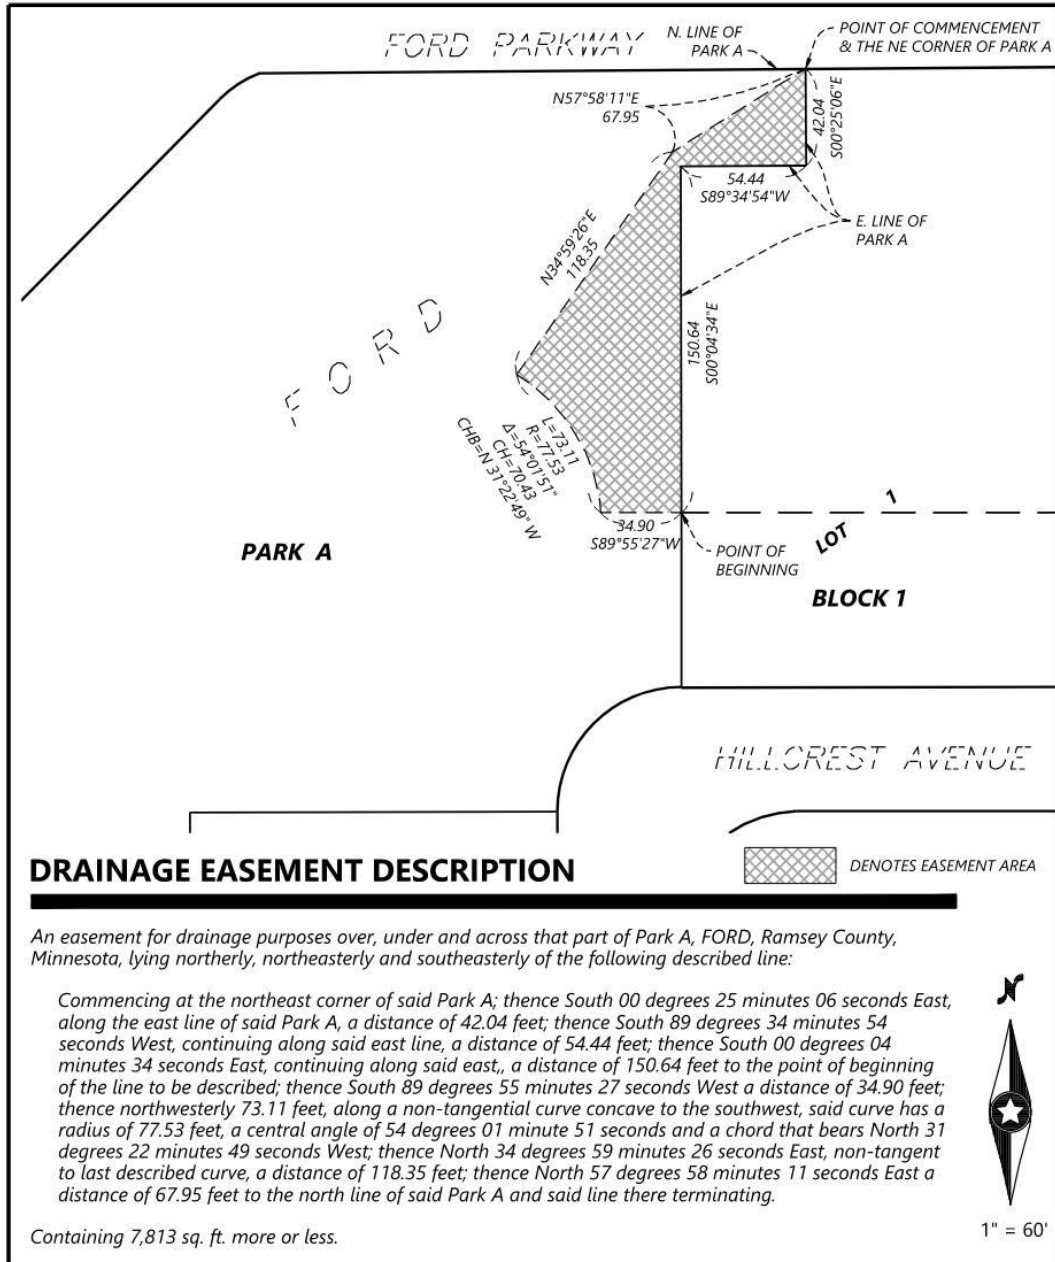 FORD PARKWAY
N. LINE OF
PARK A
POINT OF COMMENCEMENT
& THE NE CORNER OF PARK A
N57°58'11"E
67.95
42.04
S00°25'06"E
54.44
S89°34'54"W
E. LINE OF
PARK A
N34°59'26"E
118.35
150.64
S00°04'34"E
FORD
L=73.11
R=77.53
Δ=54°01'51"
CH=70.43
CHB=N 31°22'49" W
34.90
S89°55'27"W
POINT OF
BEGINNING
LOT 1
PARK A
BLOCK 1
HILLCREST AVENUE
DRAINAGE EASEMENT DESCRIPTION
DENOTES EASEMENT AREA
An easement for drainage purposes over, under and across that part of Park A, FORD, Ramsey County,
Minnesota, lying northerly, northeasterly and southeasterly of the following described line:
Commencing at the northeast corner of said Park A; thence South 00 degrees 25 minutes 06 seconds East,
along the east line of said Park A, a distance of 42.04 feet; thence South 89 degrees 34 minutes 54
seconds West, continuing along said east line, a distance of 54.44 feet; thence South 00 degrees 04
minutes 34 seconds East, continuing along said east,, a distance of 150.64 feet to the point of beginning
of the line to be described; thence South 89 degrees 55 minutes 27 seconds West a distance of 34.90 feet;
thence northwesterly 73.11 feet, along a non-tangential curve concave to the southwest, said curve has a
radius of 77.53 feet, a central angle of 54 degrees 01 minute 51 seconds and a chord that bears North 31
degrees 22 minutes 49 seconds West; thence North 34 degrees 59 minutes 26 seconds East, non-tangent
to last described curve, a distance of 118.35 feet; thence North 57 degrees 58 minutes 11 seconds East a
distance of 67.95 feet to the north line of said Park A and said line there terminating.
Containing 7,813 sq. ft. more or less.
N
1" = 60'